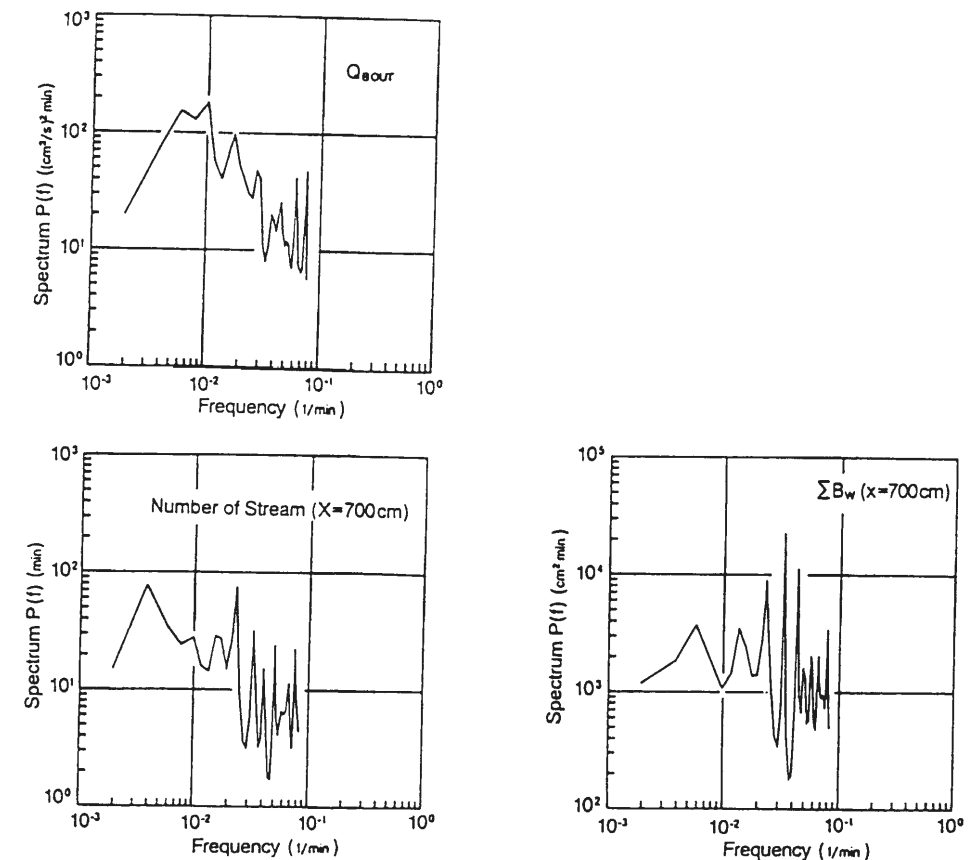 10³
10²
10¹
10⁰
Spectrum P(f) ((cm³/s)² min)
Q_BOUT
10⁻³ 10⁻² 10⁻¹ 10⁰
Frequency (1/min)
10³
10²
10¹
10⁰
Spectrum P(f) (min)
Number of Stream (X=700cm)
10⁻³ 10⁻² 10⁻¹ 10⁰
Frequency (1/min)
10⁵
10⁴
10³
10²
Spectrum P(f) (cm² min)
∑B_w (x=700cm)
10⁻³ 10⁻² 10⁻¹ 10⁰
Frequency (1/min)